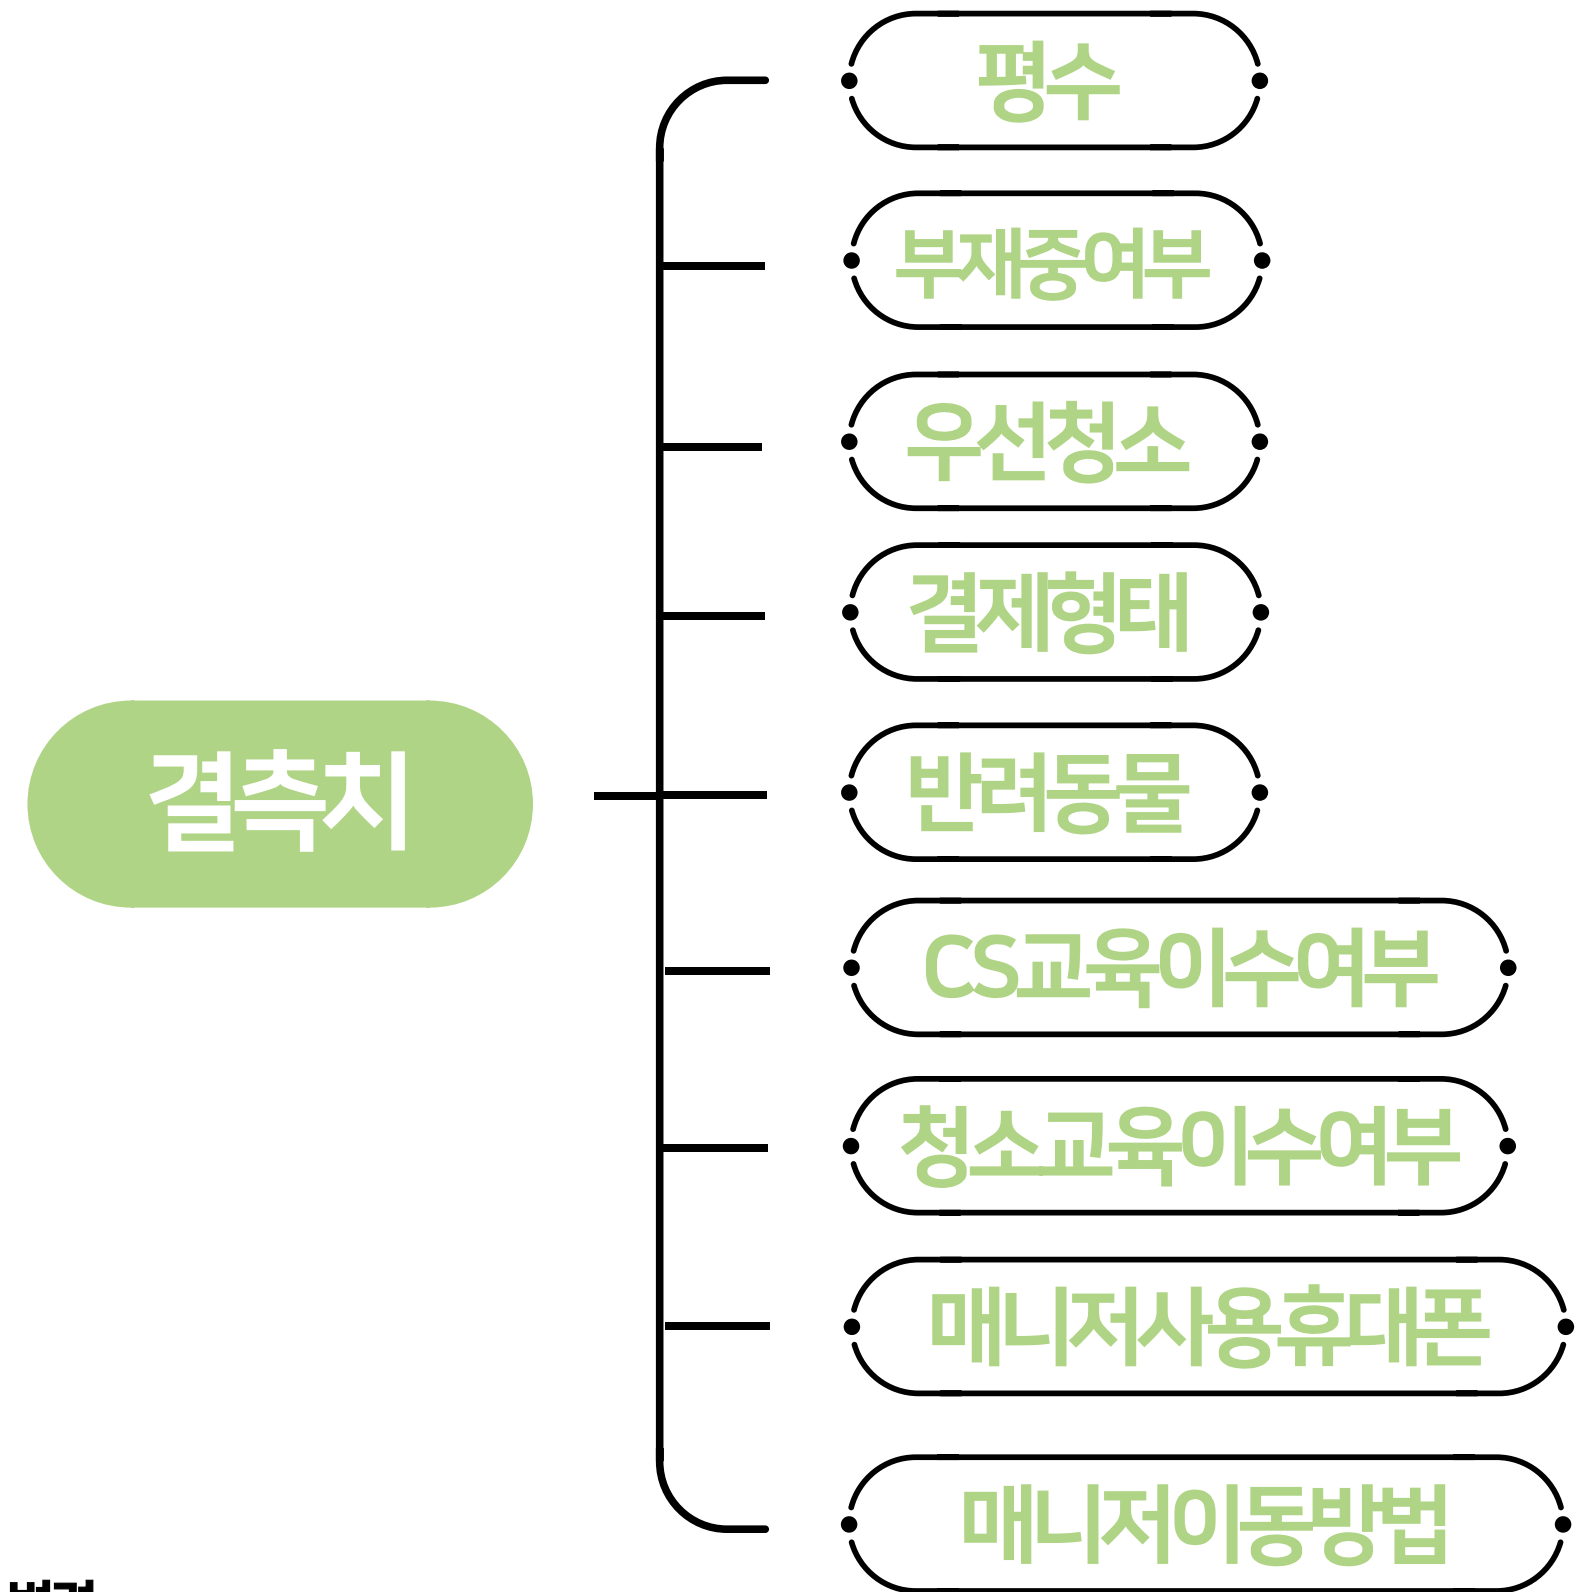 평수
부재중여부
우선청소
결제형태
결측치
반려동물
CS교육이수여부
청소교육이수여부
매니저사용휴대폰
매니저이동방법